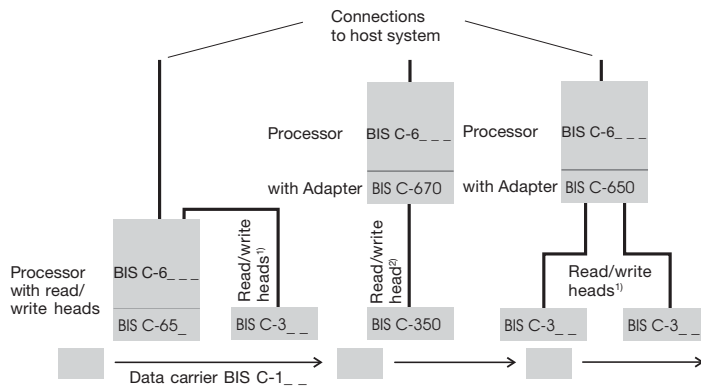 Connections
to host system
Processor
BIS C-6_ _ _
Processor
BIS C-6_ _ _
with Adapter
BIS C-670
with Adapter
BIS C-650
Processor
with read/
write heads
BIS C-6_ _ _
BIS C-65_
Read/write
heads¹⁾
BIS C-3_ _
Read/write
head²⁾
BIS C-350
Read/write
heads¹⁾
BIS C-3_ _
BIS C-3_ _
Data carrier BIS C-1_ _